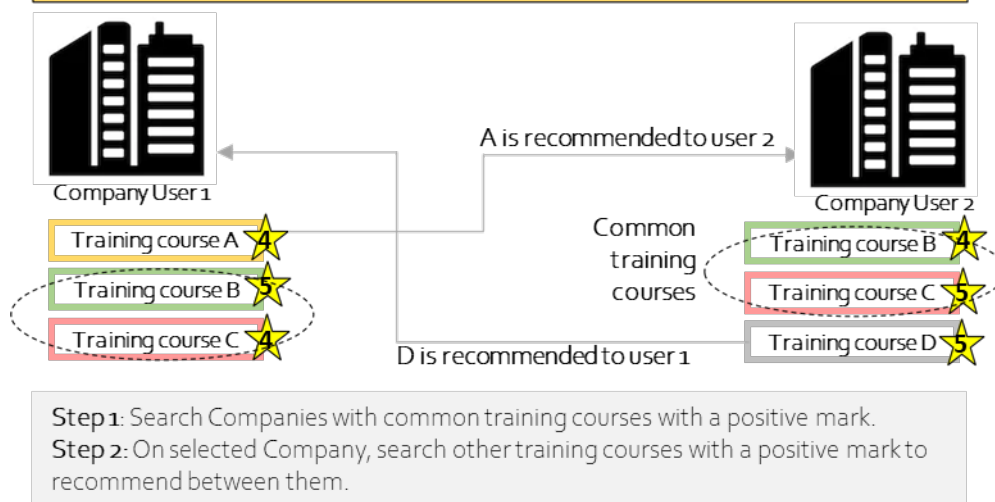 A is recommended to user 2
Company User 1
Company User 2
Training course A 4
Training course B 5
Training course C 4
Common
training
courses
Training course B 4
Training course C 5
Training course D 5
D is recommended to user 1
Step 1: Search Companies with common training courses with a positive mark.
Step 2: On selected Company, search other training courses with a positive mark to
recommend between them.